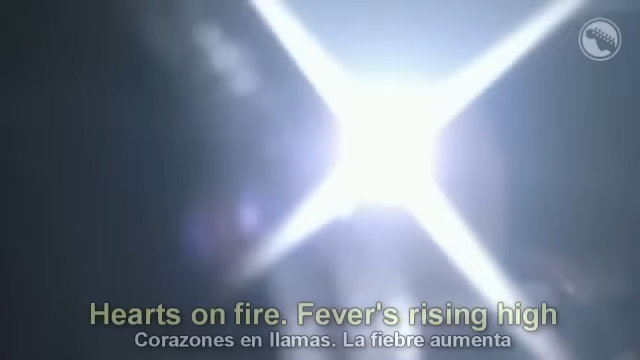 Hearts on fire. Fever's rising high
Corazones en llamas. La fiebre aumenta